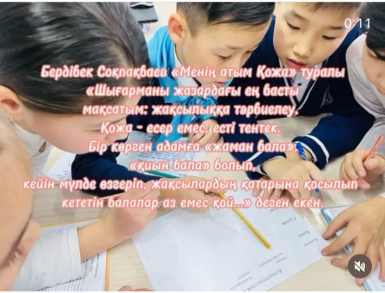 0:11
Бердібек Соқпақбаев «Менің атым Қожа» туралы
«Шығарманы жазардағы ең басты
мақсатым: жақсылыққа тәрбиелеу.
Қожа - есер емес, есті тентек.
Бір көрген адамға «жаман бала»,
«қиын бала» болып,
кейін мүлде өзгеріп, жақсылардың қатарына қосылып
кететін балалар аз емес қой...» деген екен.